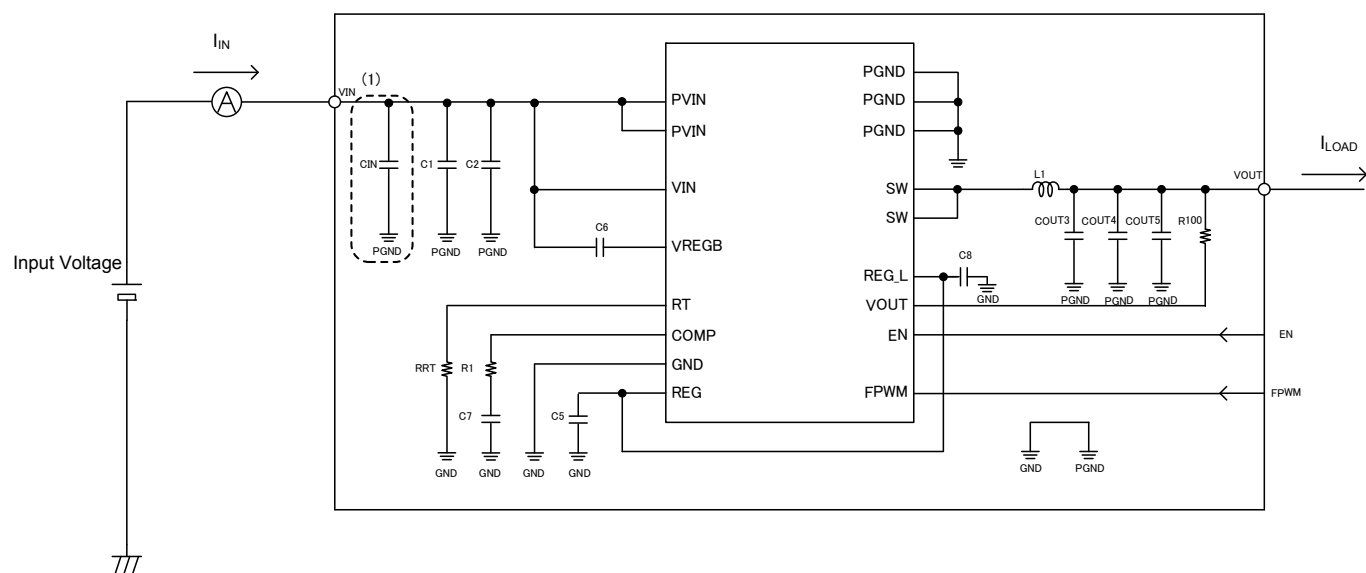 IIN
(1)
VIN
A
CIN
C1
C2
PGND
PGND
PGND
C6
Input Voltage
PVIN
PVIN
VIN
VREGB
RT
COMP
GND
REG
RRT
R1
C7
C5
GND
GND
GND
GND
PGND
PGND
PGND
SW
SW
REG_L
VOUT
EN
FPWM
L1
COUT3
COUT4
COUT5
R100
C8
GND
PGND
PGND
PGND
VOUT
ILOAD
EN
FPWM
GND
PGND